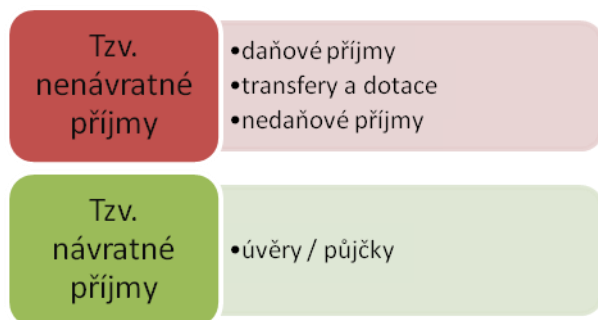 Tzv.
nenávratné
příjmy
•daňové příjmy
•transfery a dotace
•nedaňové příjmy
Tzv.
návratné
příjmy
•úvěry / půjčky